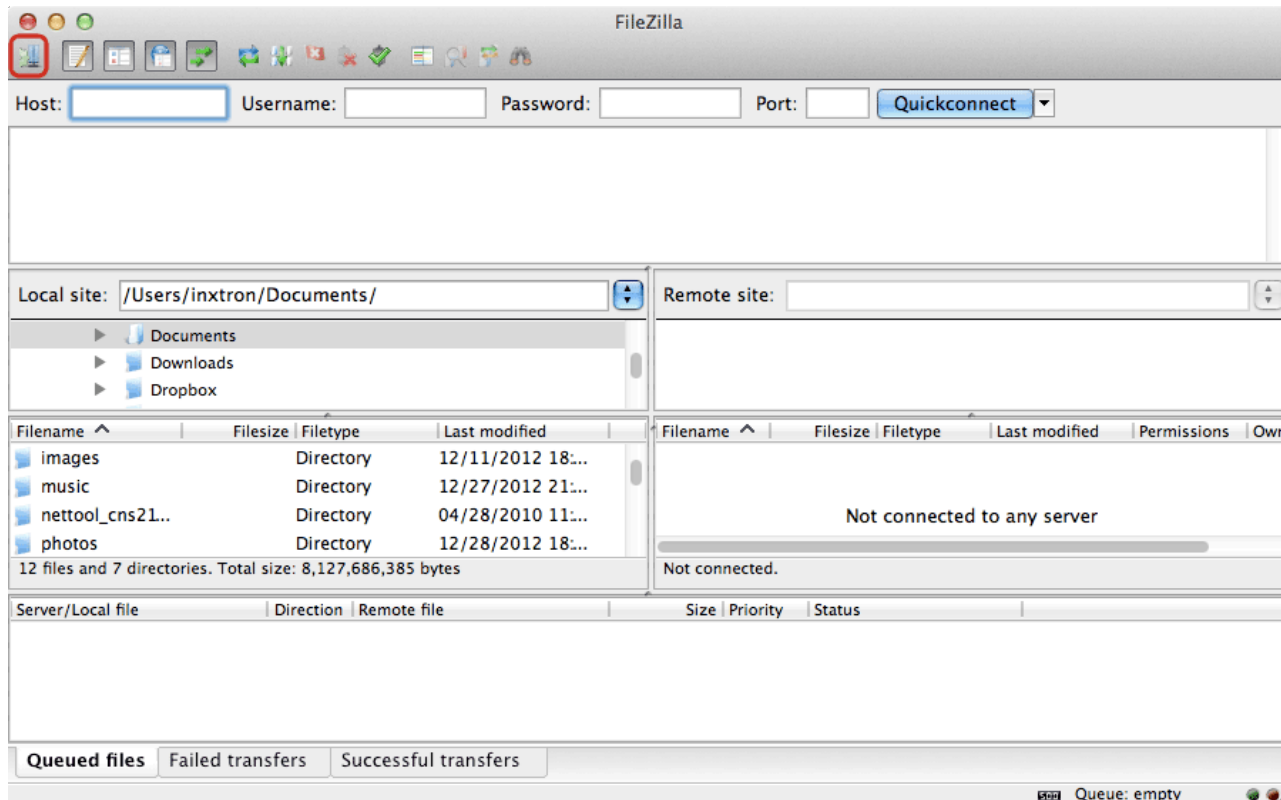 FileZilla
Host: Username: Password: Port: Quickconnect
Local site: /Users/inxtron/Documents/
Documents
Downloads
Dropbox
Filename Filesize Filetype Last modified
images Directory 12/11/2012 18:...
music Directory 12/27/2012 21:...
nettool_cns21... Directory 04/28/2010 11:...
photos Directory 12/28/2012 18:...
12 files and 7 directories. Total size: 8,127,686,385 bytes
Remote site:
Filename Filesize Filetype Last modified Permissions Own
Not connected to any server
Not connected.
Server/Local file Direction Remote file Size Priority Status
Queued files Failed transfers Successful transfers
Queue: empty